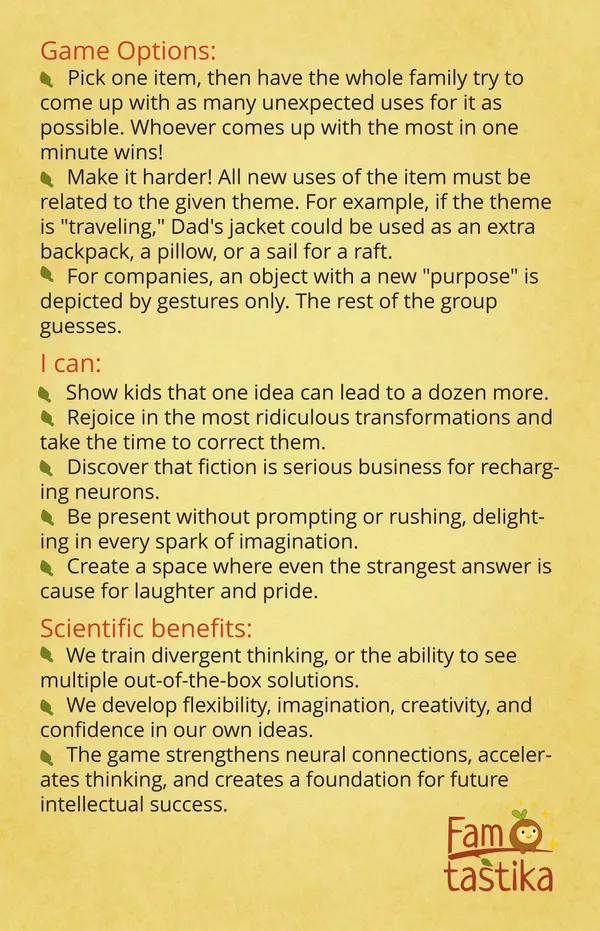 Game Options:
Pick one item, then have the whole family try to
come up with as many unexpected uses for it as
possible. Whoever comes up with the most in one
minute wins!
Make it harder! All new uses of the item must be
related to the given theme. For example, if the theme
is "traveling," Dad's jacket could be used as an extra
backpack, a pillow, or a sail for a raft.
For companies, an object with a new "purpose" is
depicted by gestures only. The rest of the group
guesses.
I can:
Show kids that one idea can lead to a dozen more.
Rejoice in the most ridiculous transformations and
take the time to correct them.
Discover that fiction is serious business for recharg-
ing neurons.
Be present without prompting or rushing, delight-
ing in every spark of imagination.
Create a space where even the strangest answer is
cause for laughter and pride.
Scientific benefits:
We train divergent thinking, or the ability to see
multiple out-of-the-box solutions.
We develop flexibility, imagination, creativity, and
confidence in our own ideas.
The game strengthens neural connections, acceler-
ates thinking, and creates a foundation for future
intellectual success.
Fam
tastika